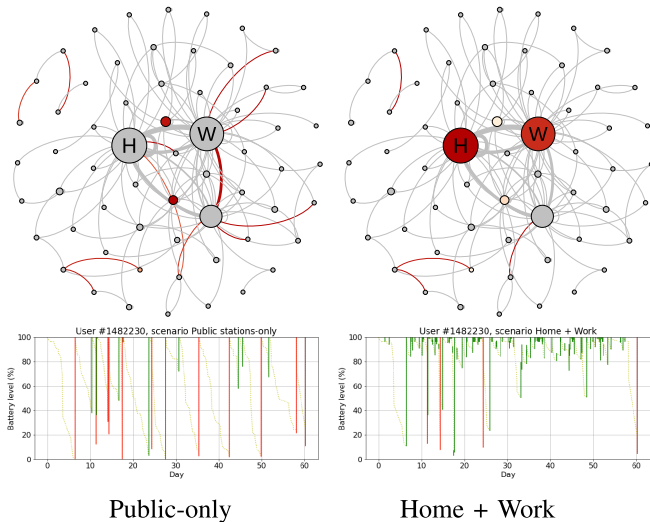 H W
H W
User #1482230, scenario Public stations-only
Battery level (%)
100
80
60
40
20
0
0 10 20 30 40 50 60
Day
User #1482230, scenario Home + Work
Battery level (%)
100
80
60
40
20
0
0 10 20 30 40 50 60
Day
Public-only Home + Work